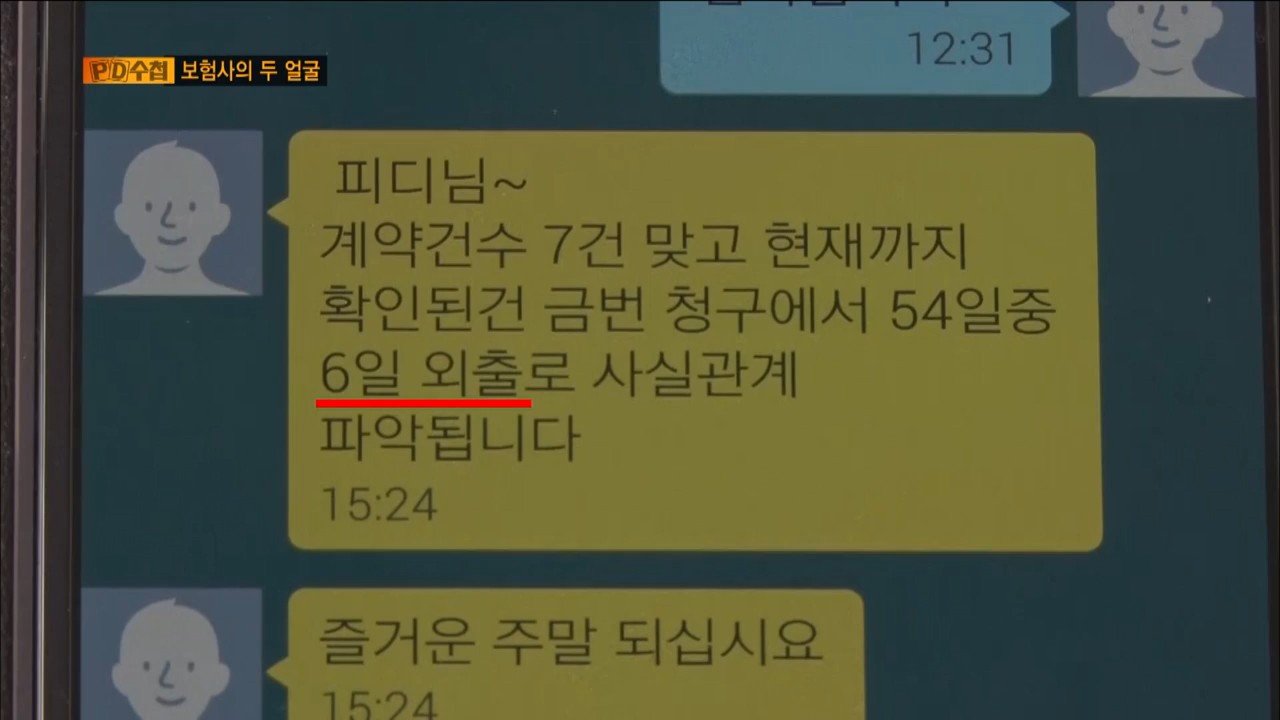 12:31
PD수첩 보험사의 두 얼굴
피디님~
계약건수 7건 맞고 현재까지
확인된건 금번 청구에서 54일중
6일 외출로 사실관계
파악됩니다
15:24
즐거운 주말 되십시요
15:24